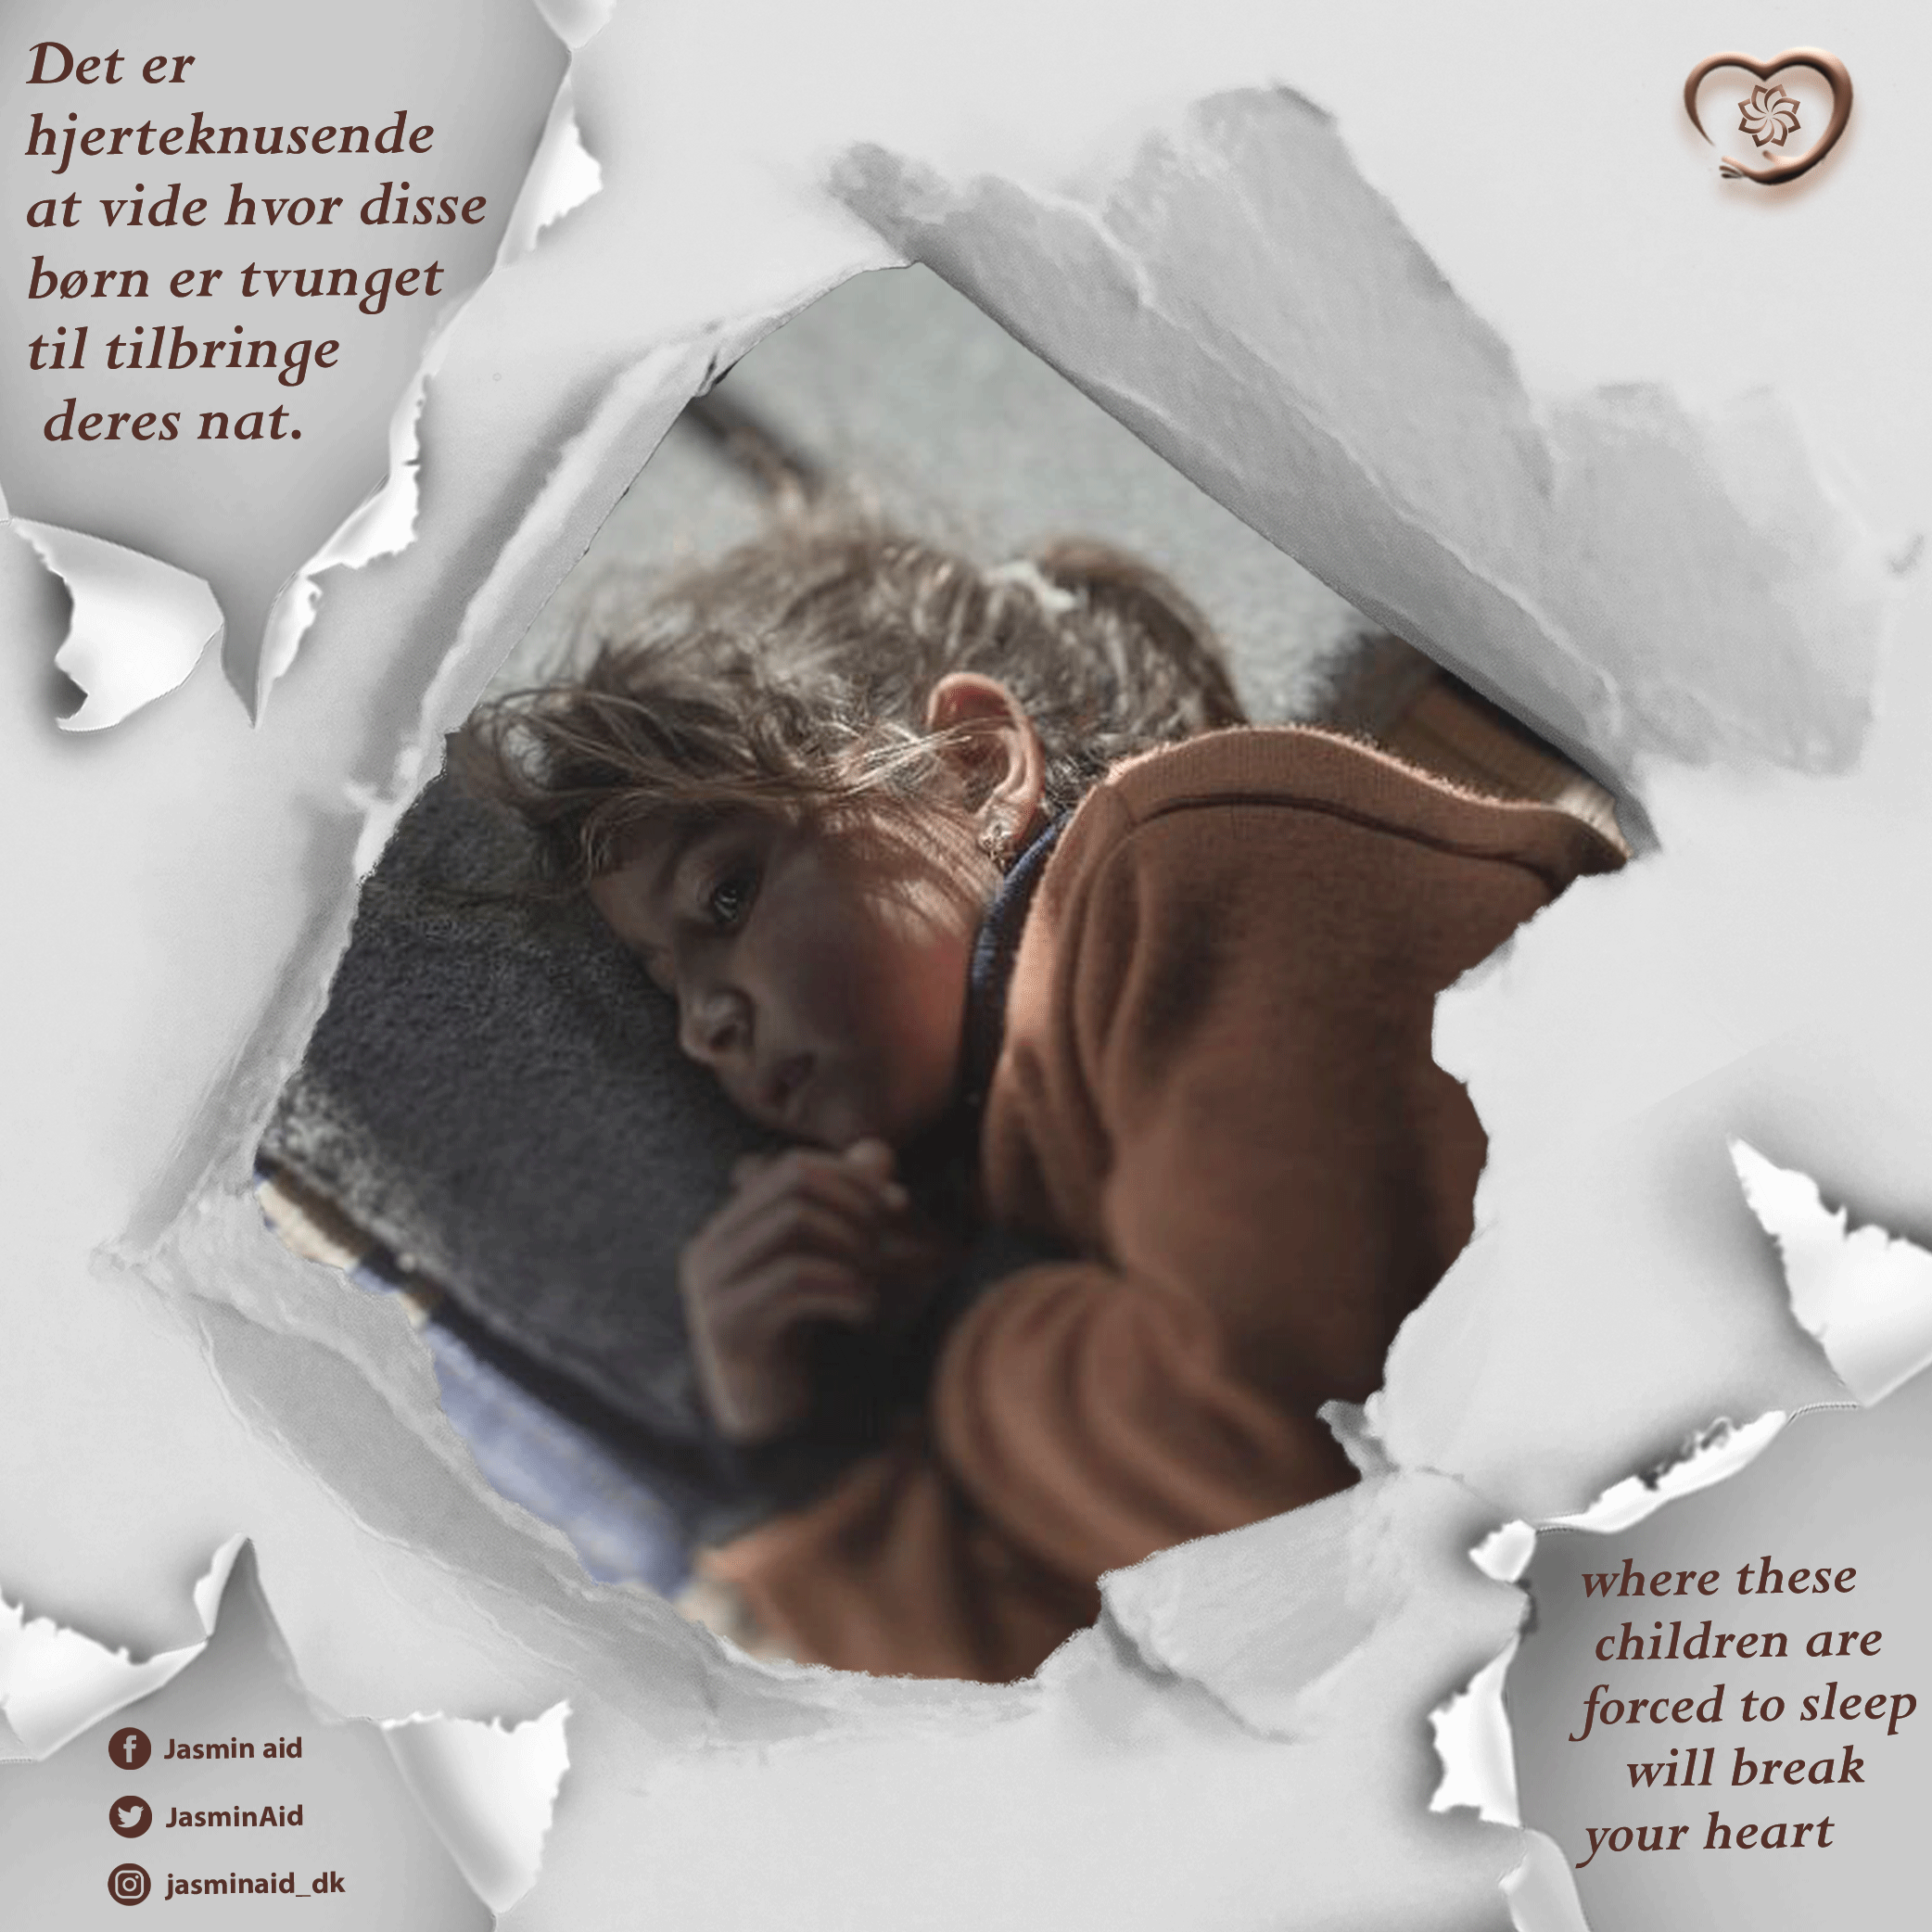 Det er
hjerteknusende
at vide hvor disse
børn er tvunget
til tilbringe
deres nat.
where these
children are
forced to sleep
will break
your heart
Jasmin aid
JasminAid
jasminaid_dk